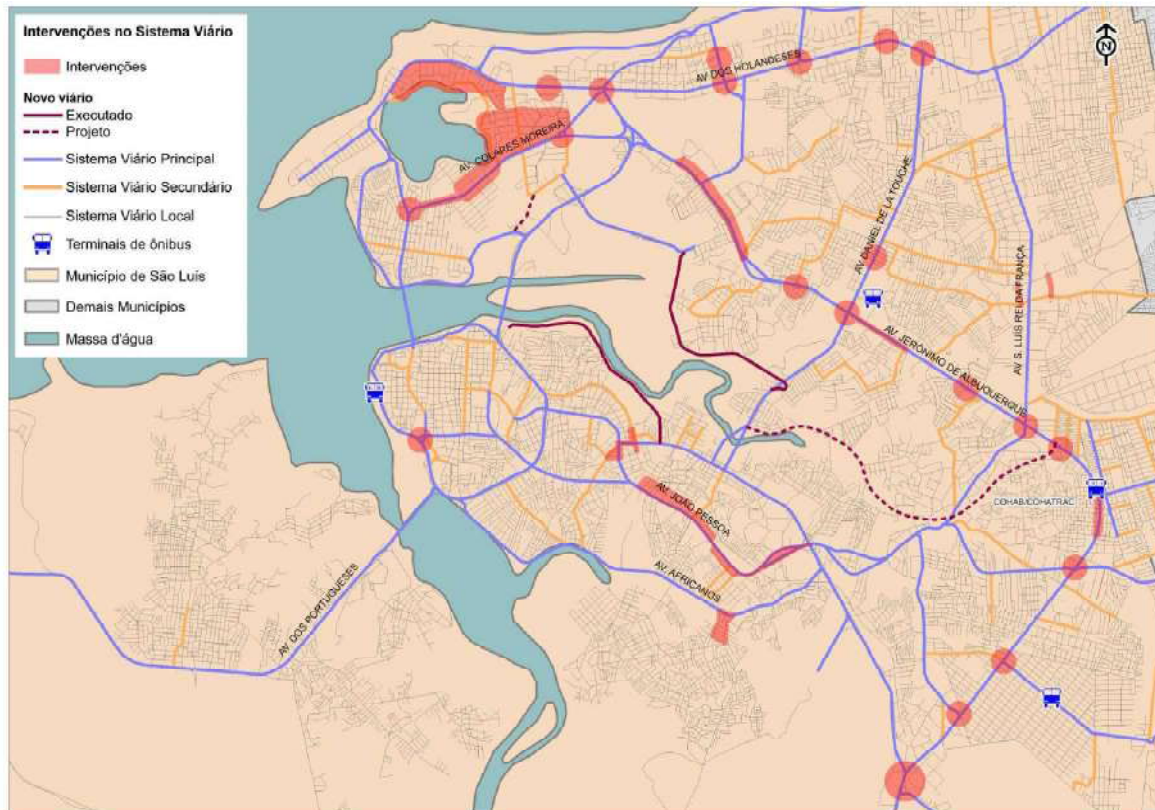 Intervenções no Sistema Viário
Intervenções
Novo viário
Executado
Projeto
Sistema Viário Principal
Sistema Viário Secundário
Sistema Viário Local
Terminais de ônibus
Município de São Luís
Demais Municípios
Massa d'água
N
AV DOS HOLANDESES
AV. COLARES MOREIRA
AV DANIEL DE LA TOUCHE
AV S. LUÍS REI DA FRANÇA
AV. JERÔNIMO DE ALBUQUERQUE
COHAB/COHATRAC
AV. JOÃO PESSOA
AV. AFRICANOS
AV. DOS PORTUGUESES